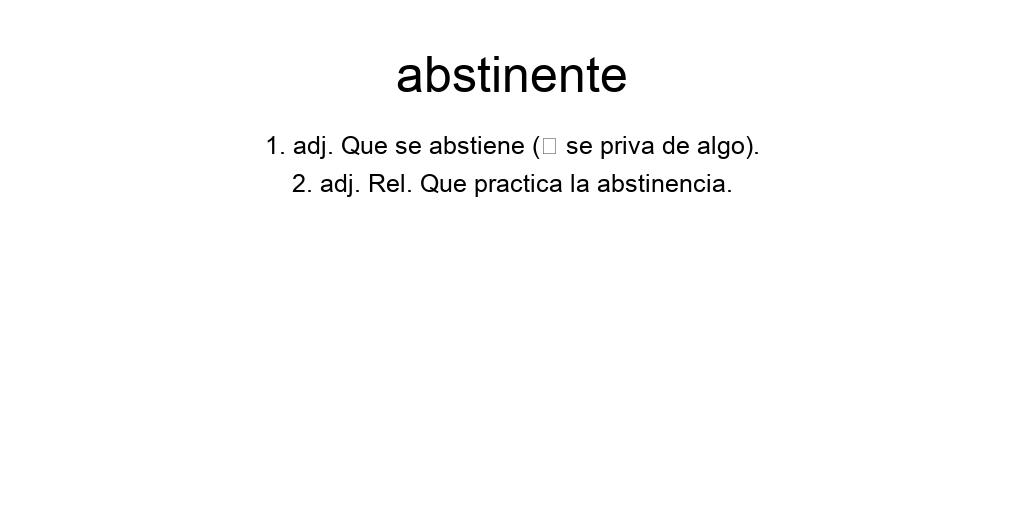 abstinente
1. adj. Que se abstiene (□ se priva de algo).
2. adj. Rel. Que practica la abstinencia.